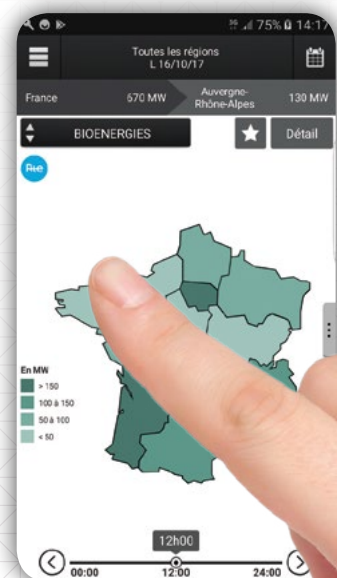 75% 14:17
Toutes les régions
L 16/10/17
France 670 MW Auvergne-
Rhône-Alpes 130 MW
BIOENERGIES Détail
Rte
En MW
> 150
100 à 150
50 à 100
< 50
12h00
00:00 12:00 24:00